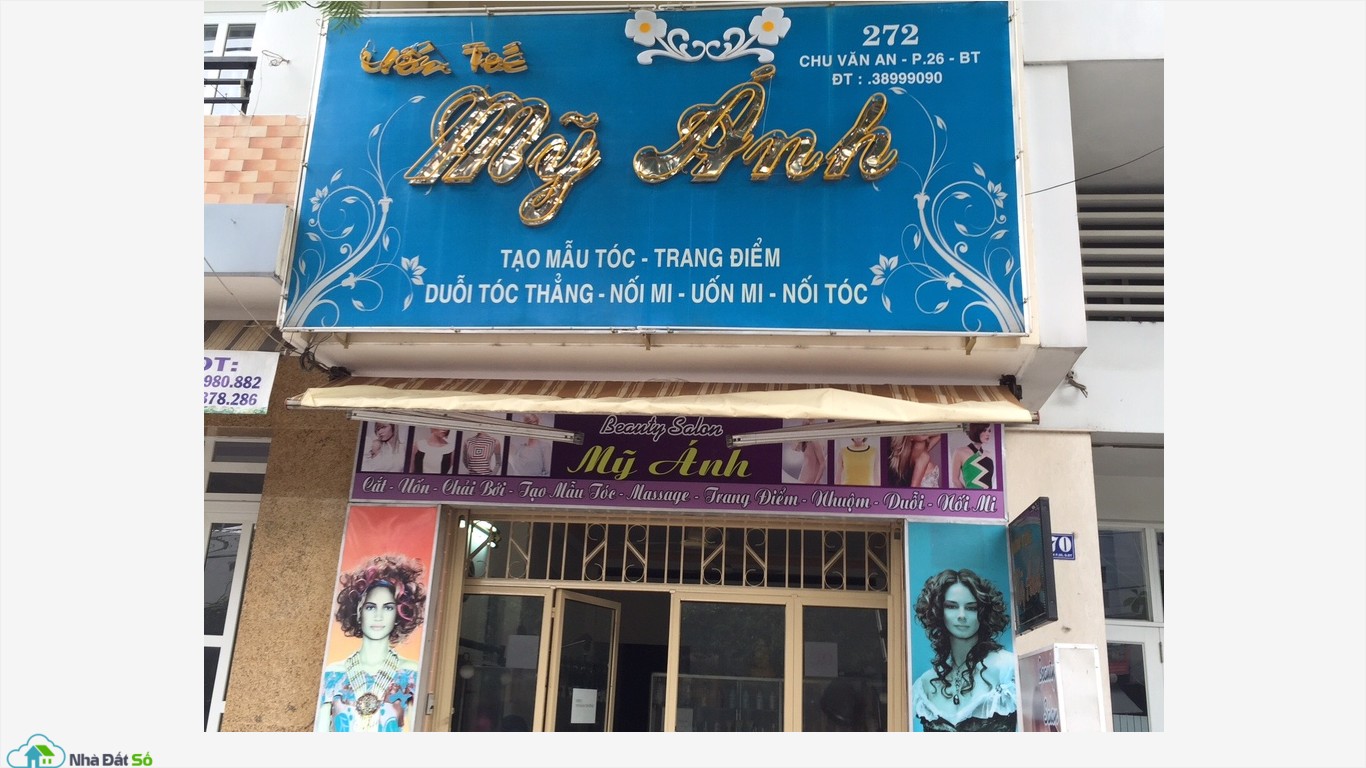 Uốn Tóc
272
CHU VĂN AN - P.26 - BT
ĐT : .38999090
Mỹ Ánh
TẠO MẪU TÓC - TRANG ĐIỂM
DUỖI TÓC THẲNG - NỐI MI - UỐN MI - NỐI TÓC
ĐT:
980.882
378.286
Beauty Salon
Mỹ Ánh
Cắt - Uốn - Chải Bới - Tạo Mẫu Tóc - Massage - Trang Điểm - Nhuộm - Duỗi - Nối Mi
70
Nhà Đất Số